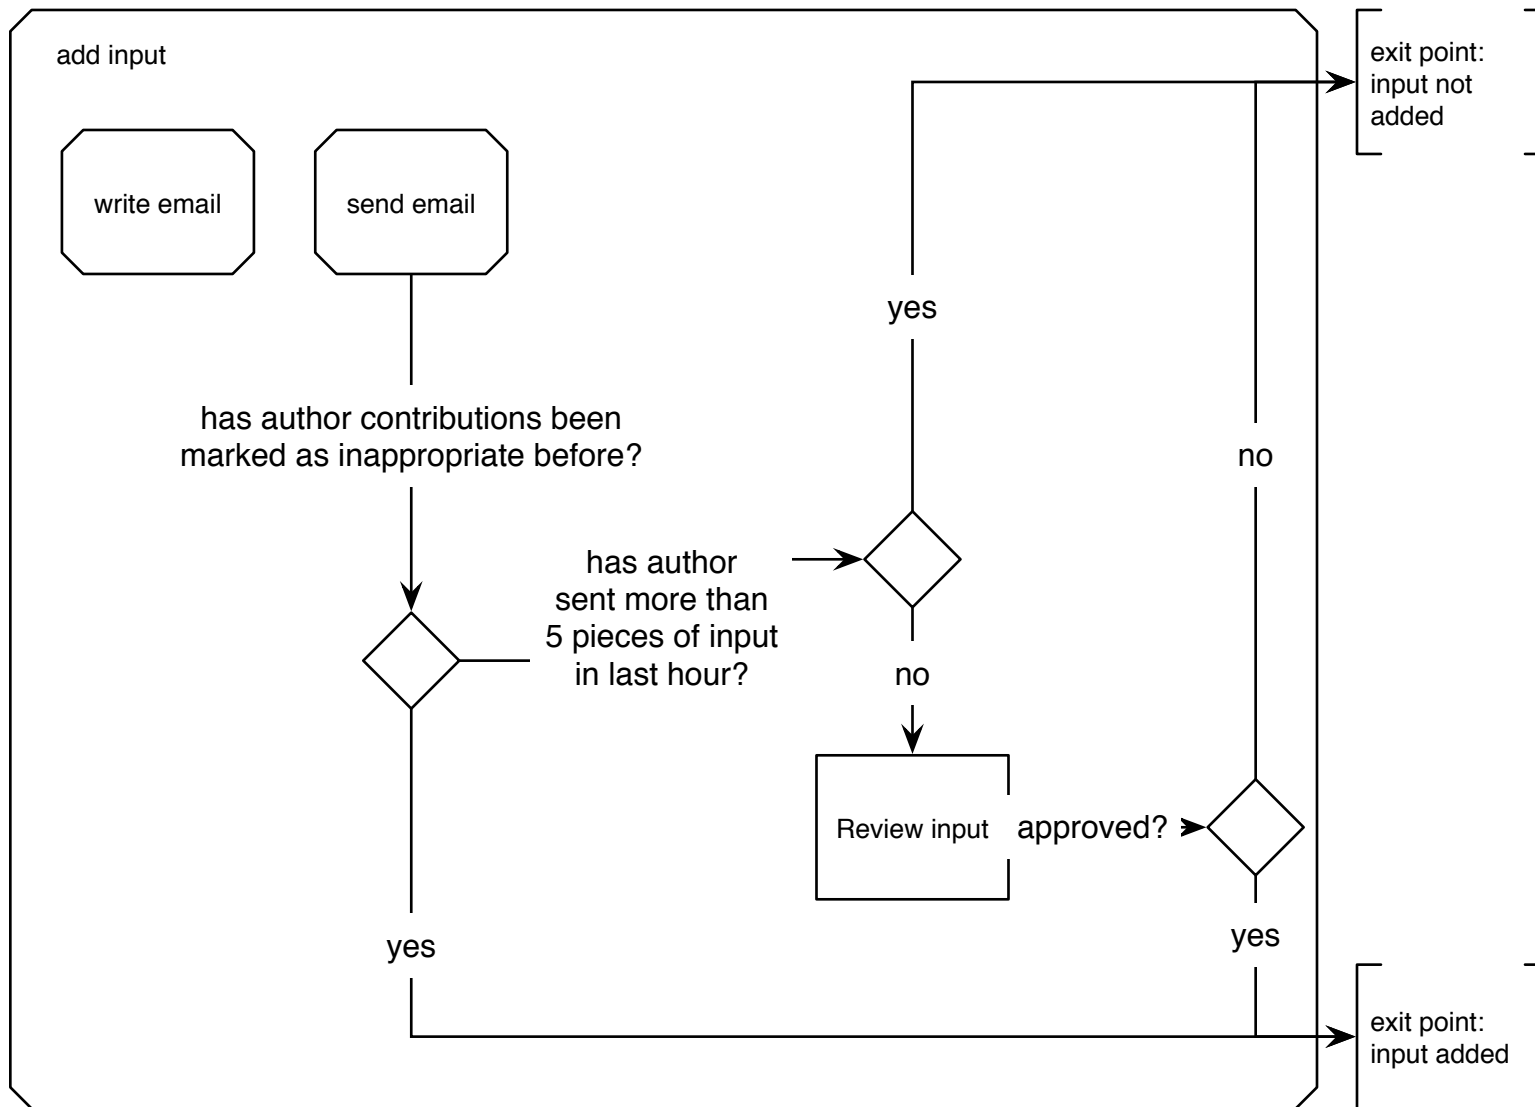 add input
exit point:
input not
added
write email
send email
yes
has author contributions been
marked as inappropriate before?
no
has author
sent more than
5 pieces of input
in last hour?
no
Review input
approved?
yes
yes
exit point:
input added